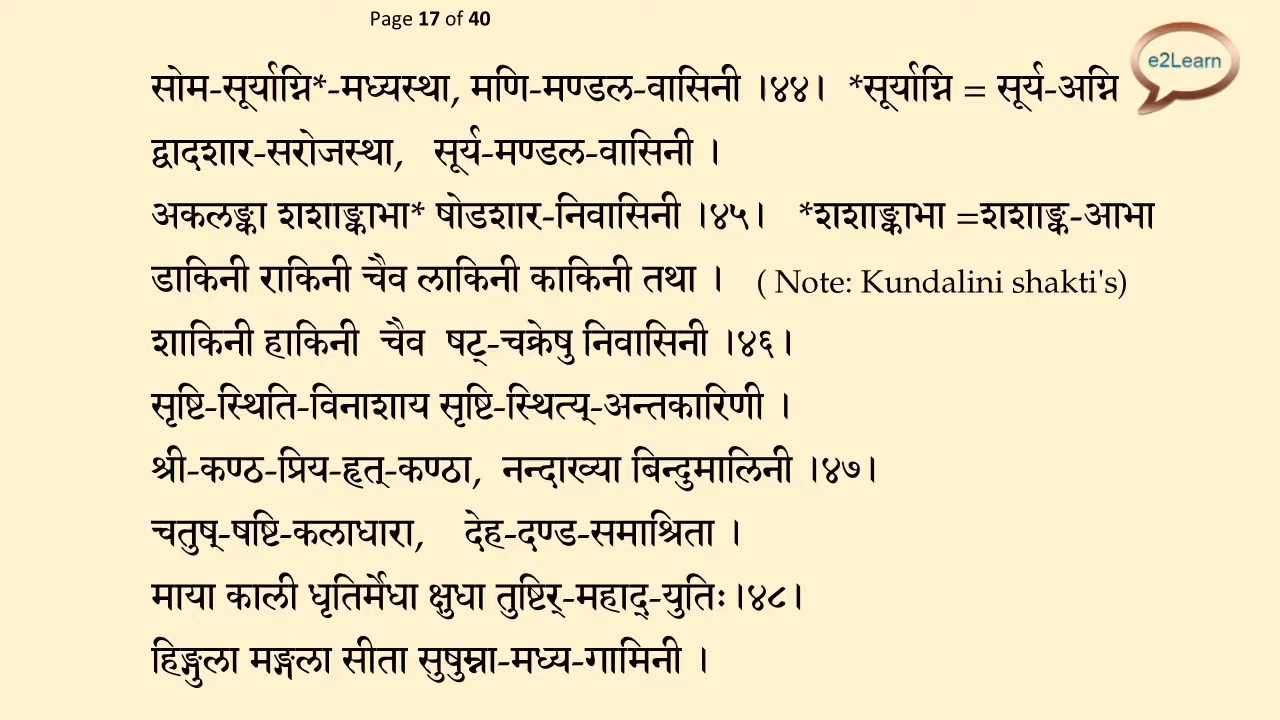 Page 17 of 40
e2Learn
सोम-सूर्याग्नि*-मध्यस्था, मणि-मण्डल-वासिनी ।४४। *सूर्याग्नि = सूर्य-अग्नि
द्वादशार-सरोजस्था, सूर्य-मण्डल-वासिनी ।
अकलङ्का शशाङ्काभा* षोडशार-निवासिनी ।४५। *शशाङ्काभा =शशाङ्क-आभा
डाकिनी राकिनी चैव लाकिनी काकिनी तथा । ( Note: Kundalini shakti's)
शाकिनी हाकिनी चैव षट्-चक्रेषु निवासिनी ।४६।
सृष्टि-स्थिति-विनाशाय सृष्टि-स्थित्य्-अन्तकारिणी ।
श्री-कण्ठ-प्रिय-हृत्-कण्ठा, नन्दाख्या बिन्दुमालिनी ।४७।
चतुष्-षष्टि-कलाधारा, देह-दण्ड-समाश्रिता ।
माया काली धृतिर्मेधा क्षुधा तुष्टिर्-महाद्-युतिः।४८।
हिङ्गुला मङ्गला सीता सुषुम्ना-मध्य-गामिनी ।